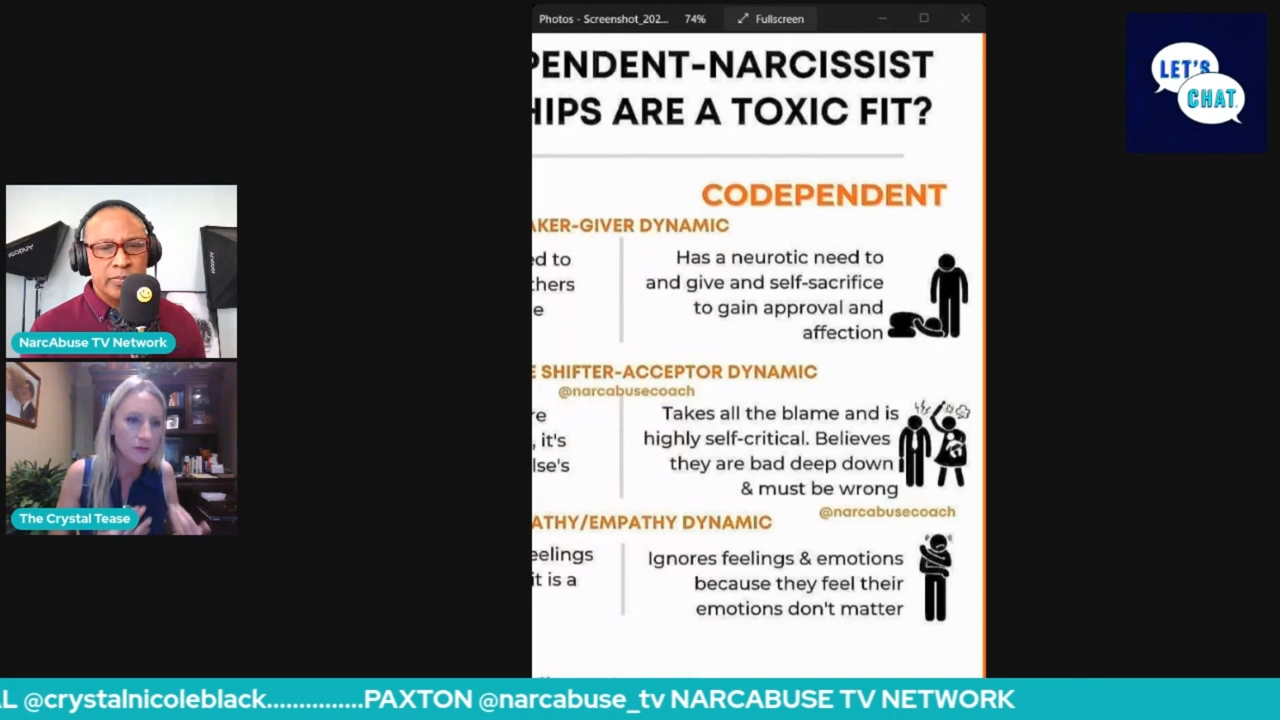 Photos - Screenshot_202... 74% Fullscreen
LET'S
CHAT
PENDENT-NARCISSIST
HIPS ARE A TOXIC FIT?
CODEPENDENT
AKER-GIVER DYNAMIC
ed to
thers
e
Has a neurotic need to
and give and self-sacrifice
to gain approval and
affection
E SHIFTER-ACCEPTOR DYNAMIC
@narcabusecoach
re
, it's
lse's
Takes all the blame and is
highly self-critical. Believes
they are bad deep down
& must be wrong
@narcabusecoach
ATHY/EMPATHY DYNAMIC
eelings
it is a
Ignores feelings & emotions
because they feel their
emotions don't matter
NarcAbuse TV Network
The Crystal Tease
L @crystalnicoleblack...............PAXTON @narcabuse_tv NARCABUSE TV NETWORK